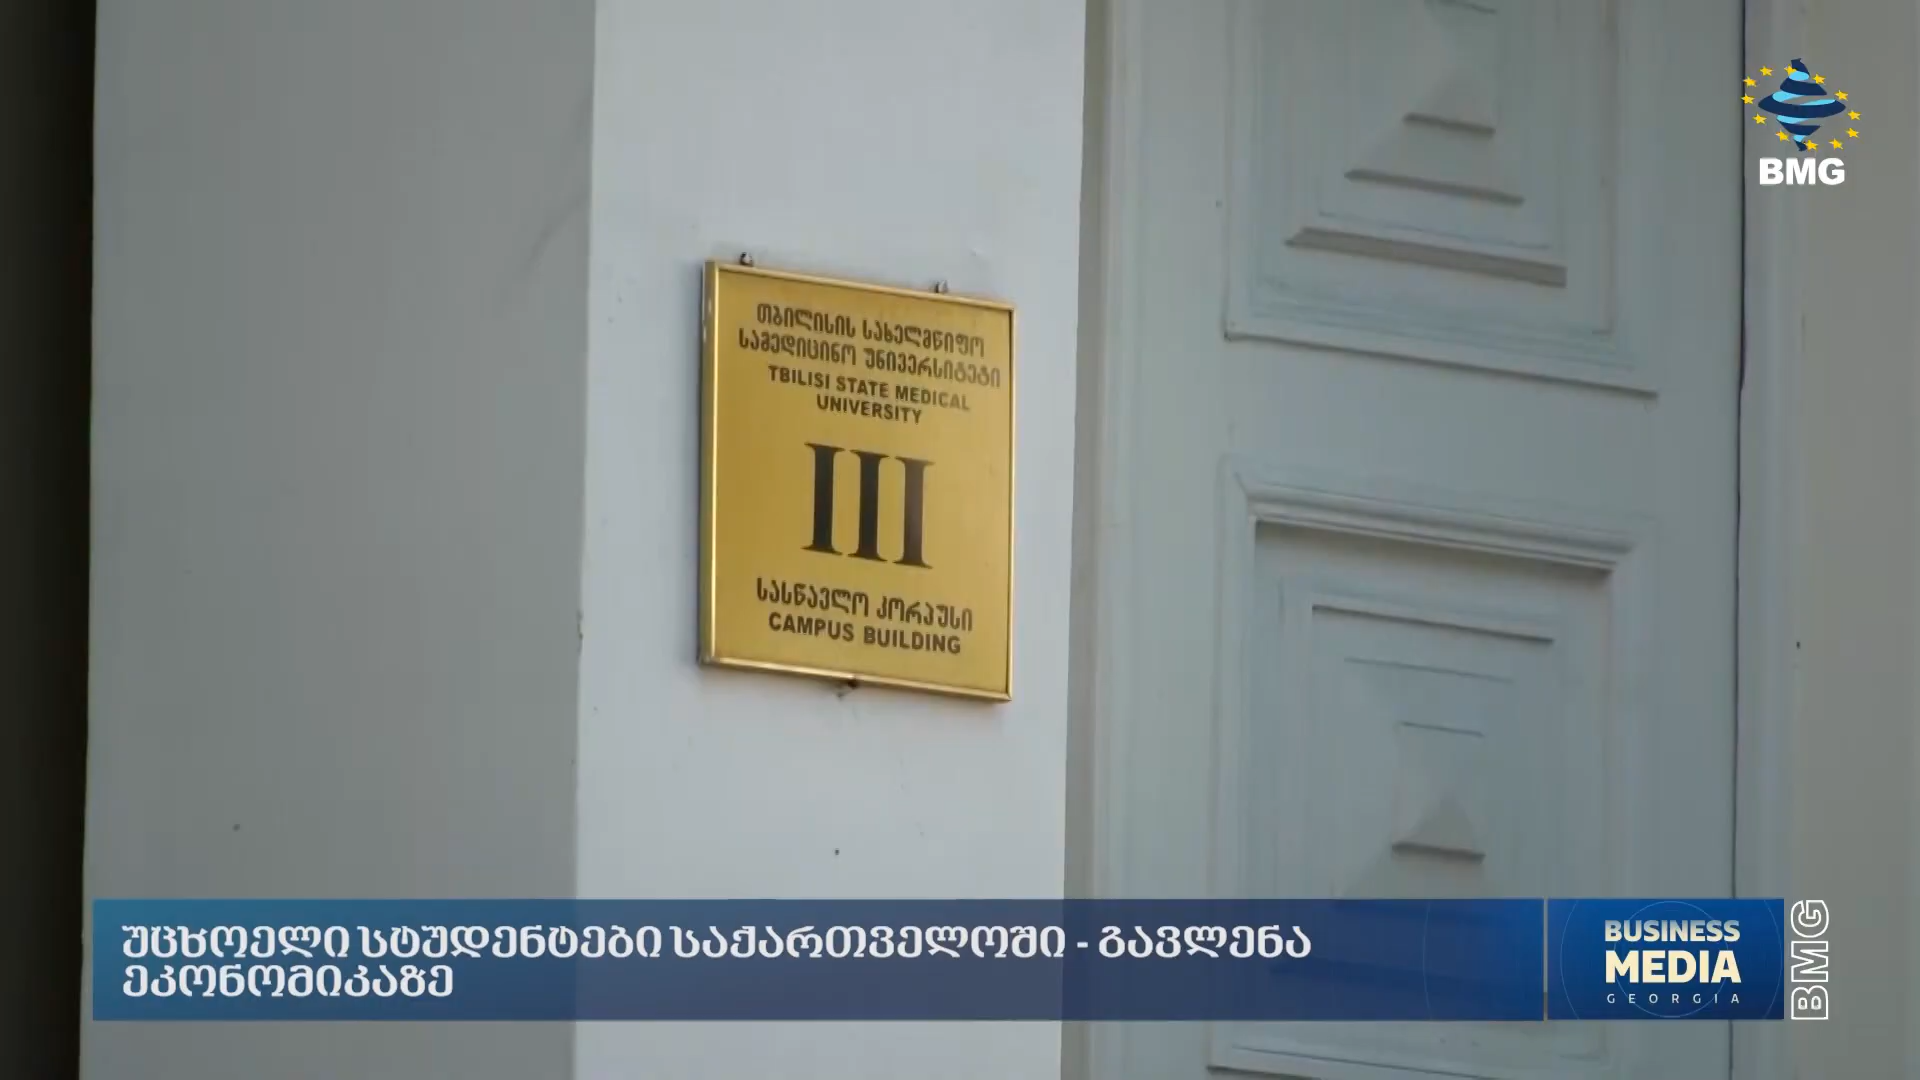 BMG
თბილისის სახელმწიფო
სამედიცინო უნივერსიტეტი
TBILISI STATE MEDICAL
UNIVERSITY
III
სასწავლო კორპუსი
CAMPUS BUILDING
უცხოელი სტუდენტები საქართველოში - გავლენა
ეკონომიკაზე
BUSINESS
MEDIA
GEORGIA
BMG